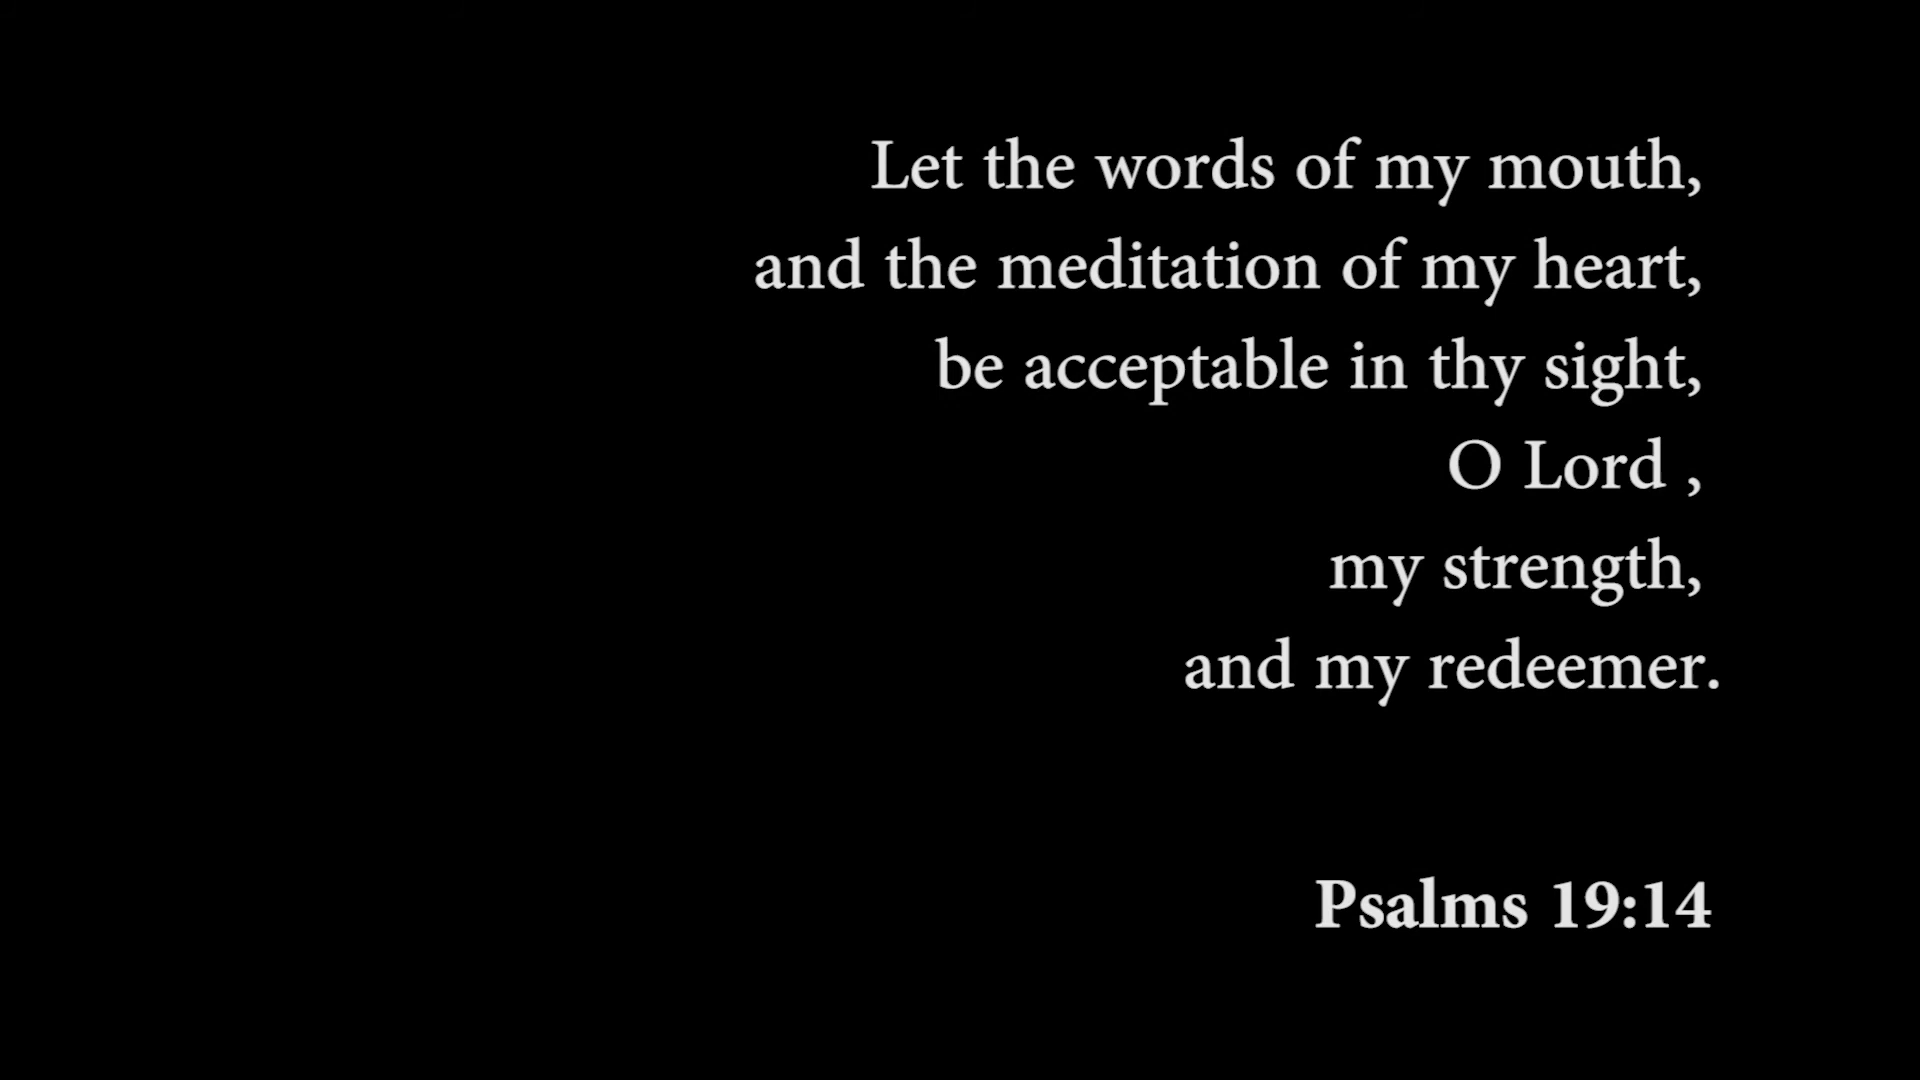 Let the words of my mouth,
and the meditation of my heart,
be acceptable in thy sight,
O Lord ,
my strength,
and my redeemer.
Psalms 19:14